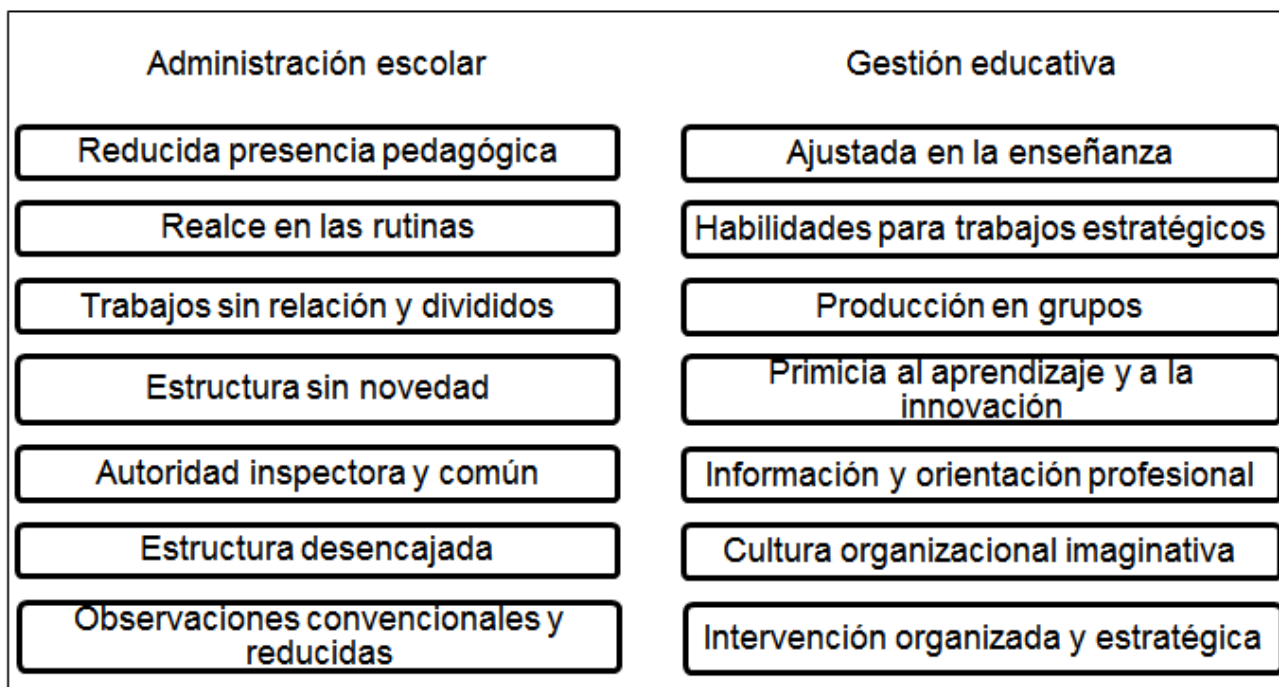 Administración escolar
Gestión educativa
Reducida presencia pedagógica
Ajustada en la enseñanza
Realce en las rutinas
Habilidades para trabajos estratégicos
Trabajos sin relación y divididos
Producción en grupos
Estructura sin novedad
Primicia al aprendizaje y a la
innovación
Autoridad inspectora y común
Información y orientación profesional
Estructura desencajada
Cultura organizacional imaginativa
Observaciones convencionales y
reducidas
Intervención organizada y estratégica